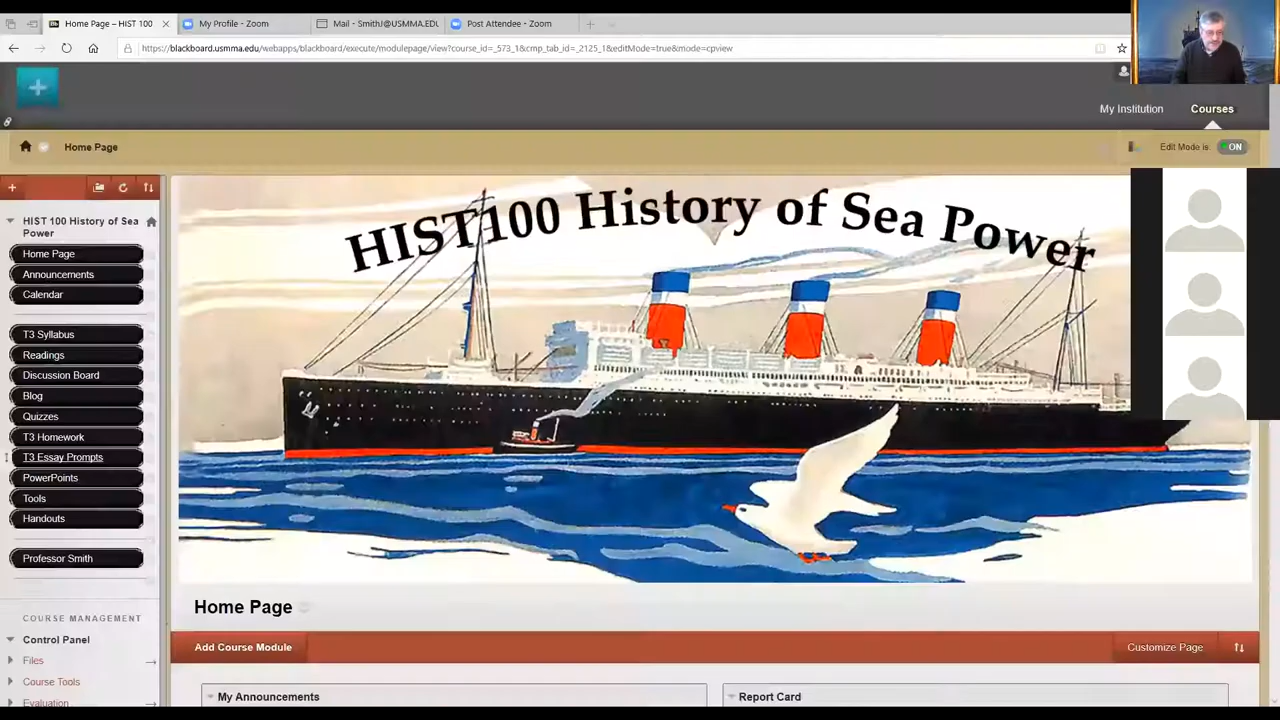 Home Page – HIST 100
My Profile - Zoom
Mail - SmithJ@USMMA.EDU
Post Attendee - Zoom
https://blackboard.usmma.edu/webapps/blackboard/execute/modulepage/view?course_id=_573_1&cmp_tab_id=_2125_1&editMode=true&mode=cpview
My Institution
Courses
Home Page
Edit Mode is:
ON
HIST 100 History of Sea
Power
Home Page
Announcements
Calendar
T3 Syllabus
Readings
Discussion Board
Blog
Quizzes
T3 Homework
T3 Essay Prompts
PowerPoints
Tools
Handouts
Professor Smith
COURSE MANAGEMENT
Control Panel
Files
Course Tools
Evaluation
HIST100 History of Sea Power
Home Page
Add Course Module
Customize Page
My Announcements
Report Card